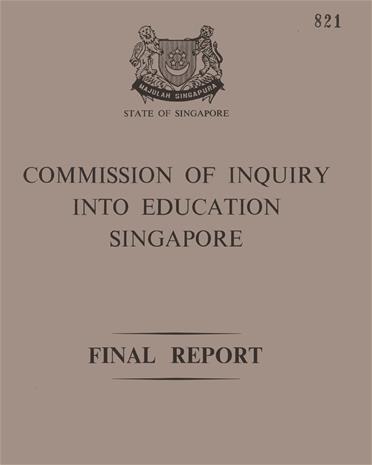 821
MAJULAH SINGAPURA
STATE OF SINGAPORE
COMMISSION OF INQUIRY
INTO EDUCATION
SINGAPORE
FINAL REPORT